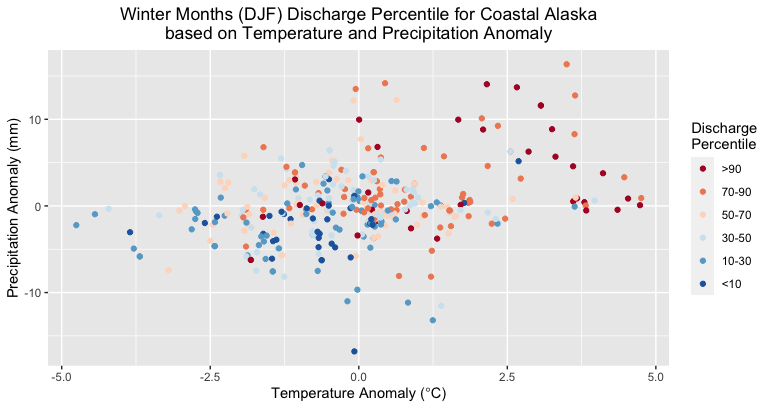 Winter Months (DJF) Discharge Percentile for Coastal Alaska
based on Temperature and Precipitation Anomaly
Precipitation Anomaly (mm)
10
0
-10
-5.0
-2.5
0.0
2.5
5.0
Temperature Anomaly (°C)
Discharge
Percentile
>90
70-90
50-70
30-50
10-30
<10